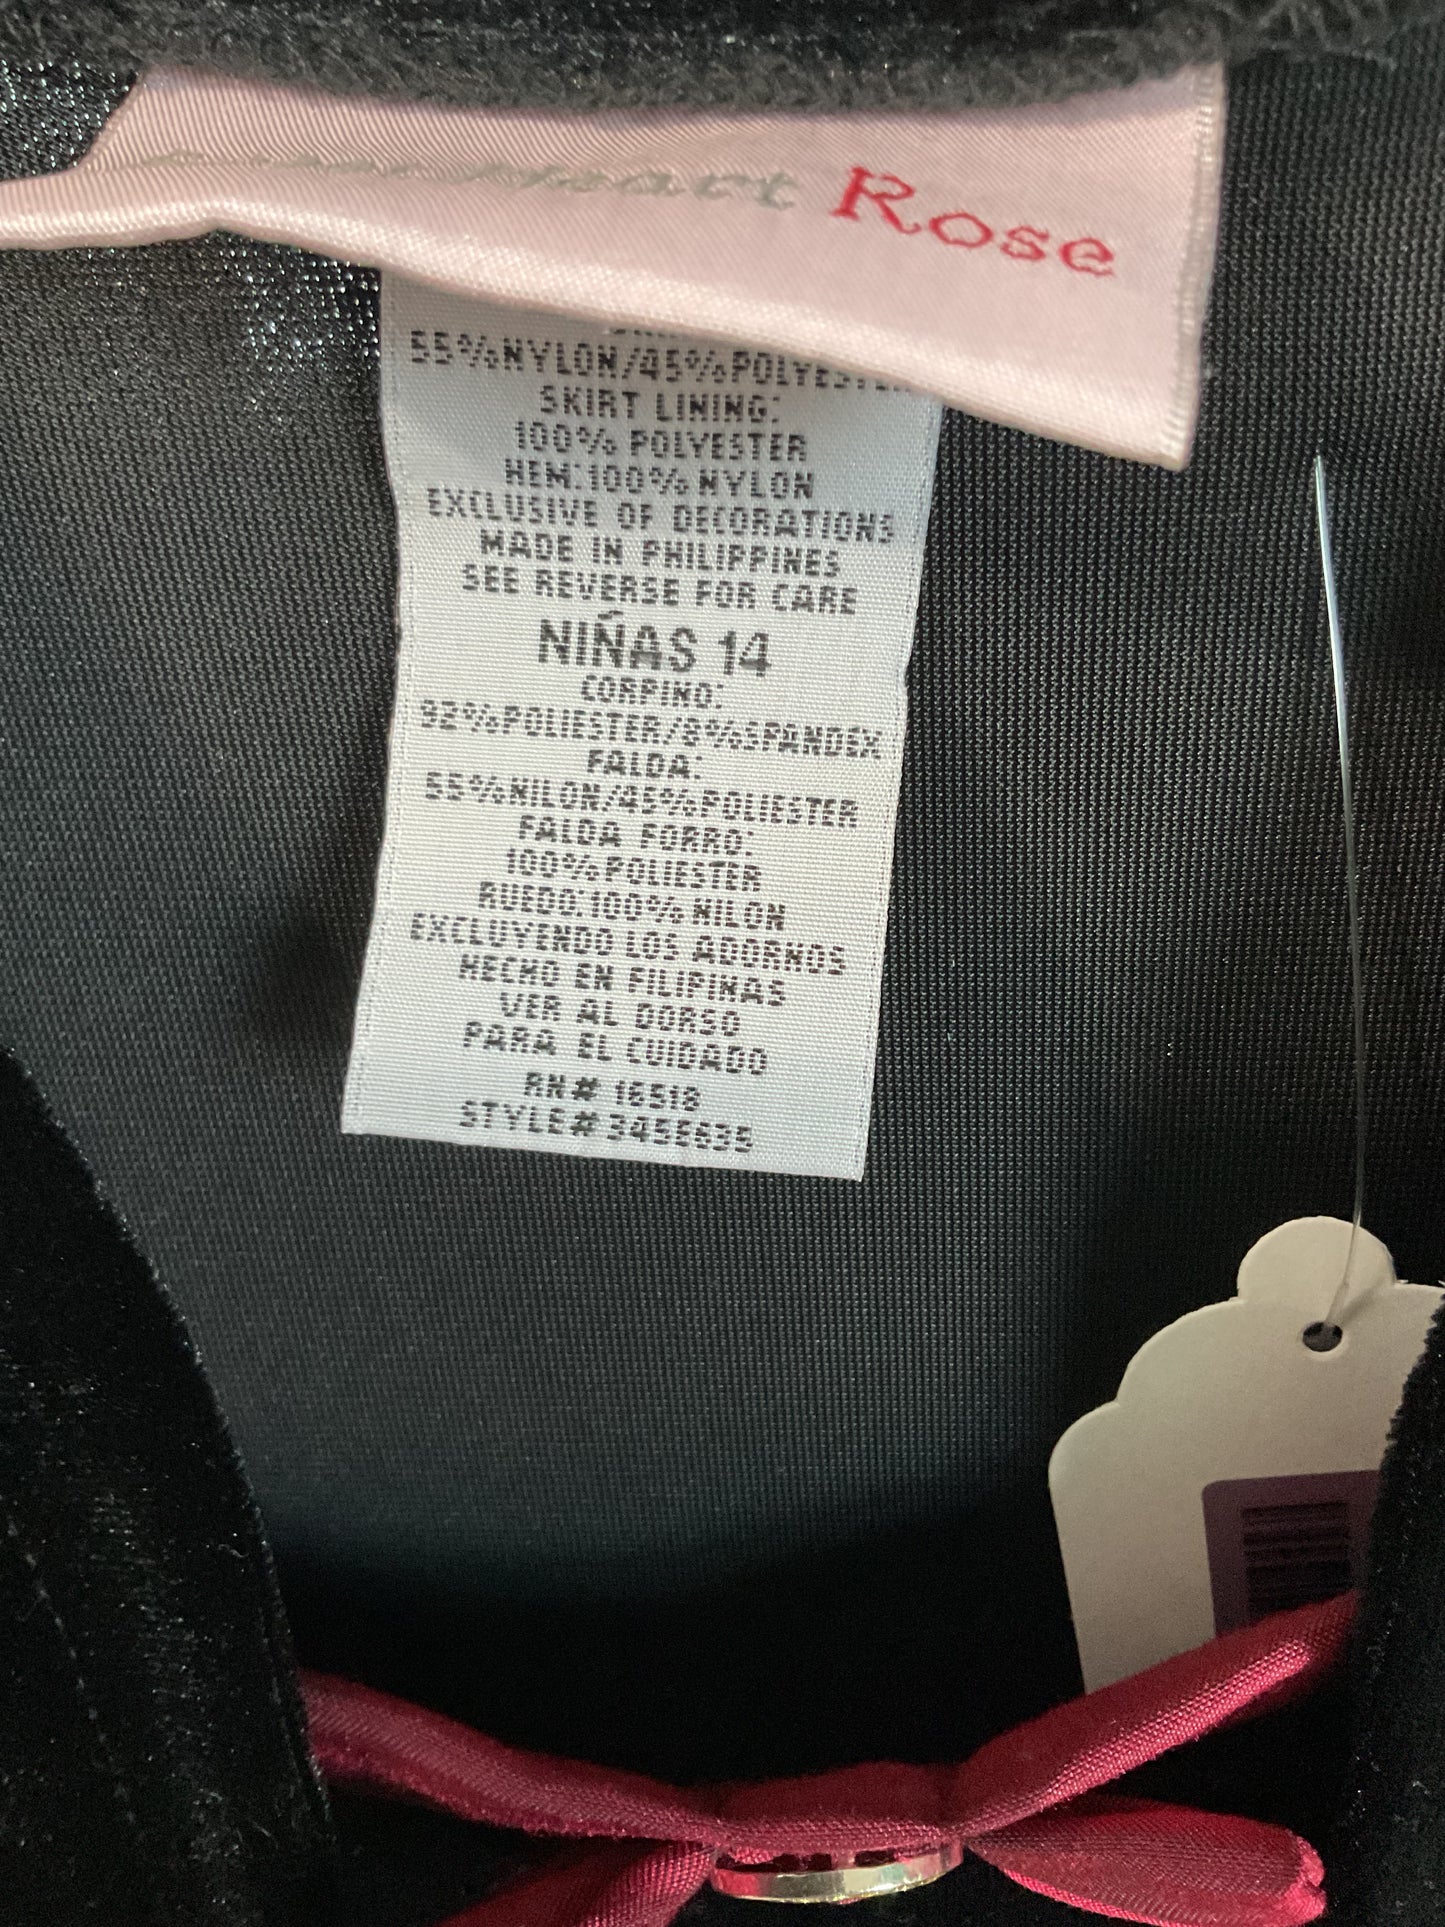 Heart Rose
55%NYLON/45%POLYESTER
SKIRT LINING:
100% POLYESTER
HEM:100% NYLON
EXCLUSIVE OF DECORATIONS
MADE IN PHILIPPINES
SEE REVERSE FOR CARE
NIÑAS 14
CORPINO:
92%POLIESTER/8%SPANDEX
FALDA:
55%NILON/45%POLIESTER
FALDA FORRO:
100%POLIESTER
RUEDO:100% NILON
EXCLUYENDO LOS ADORNOS
HECHO EN FILIPINAS
VER AL DORSO
PARA EL CUIDADO
RN# 16518
STYLE#345E635